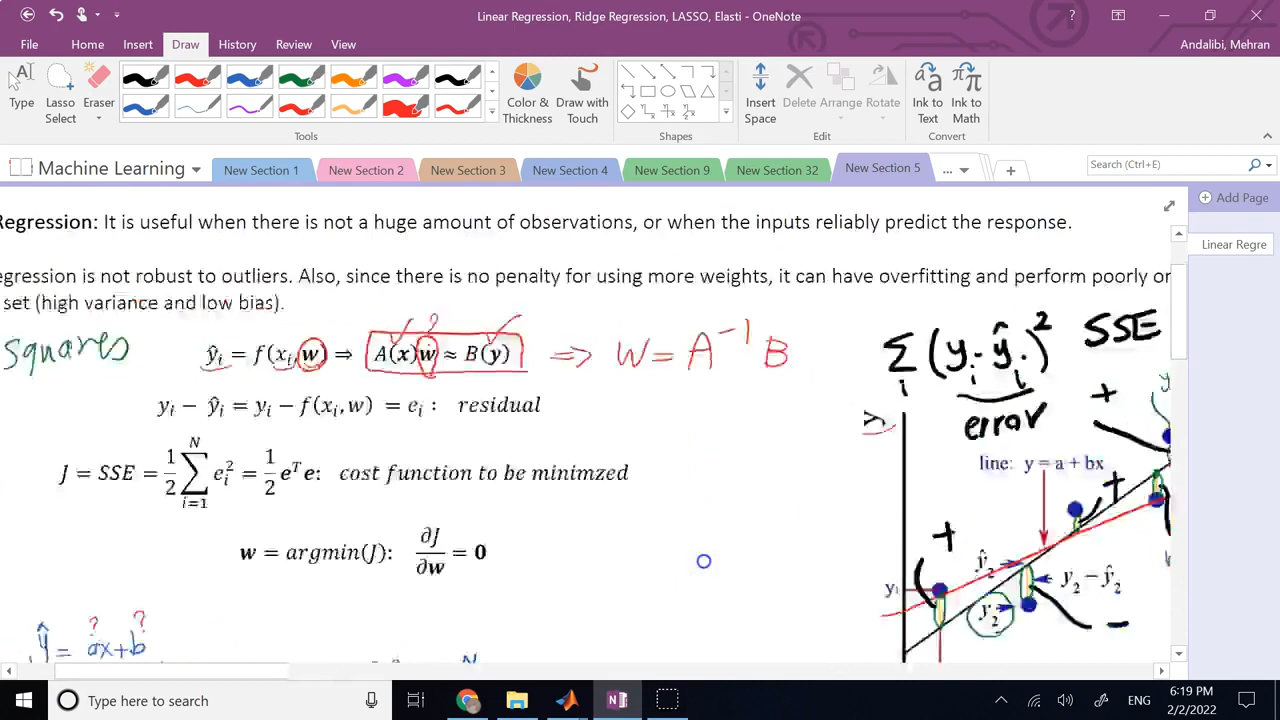 Linear Regression, Ridge Regression, LASSO, Elasti - OneNote
?
Andalibi, Mehran
File Home Insert Draw History Review View
Type
Lasso Select
Eraser
Color & Thickness
Draw with Touch
Insert Space
Delete
Arrange
Rotate
Ink to Text
Ink to Math
Tools Shapes Edit Convert
Machine Learning
New Section 1 New Section 2 New Section 3 New Section 4 New Section 9 New Section 32 New Section 5 ...
Search (Ctrl+E)
Add Page
Linear Regre
Regression: It is useful when there is not a huge amount of observations, or when the inputs reliably predict the response.
egression is not robust to outliers. Also, since there is no penalty for using more weights, it can have overfitting and perform poorly on
set (high variance and low bias).
squares
ŷᵢ = f(xᵢ, w) ⇒ A(x)w ≈ B(y) ⇒ W = A⁻¹ B
?
yᵢ − ŷᵢ = yᵢ − f(xᵢ, w) = eᵢ : residual
J = SSE = 1/2 ∑ᵢ₌₁ᴺ eᵢ² = 1/2 eᵀe: cost function to be minimzed
w = argmin(J): ∂J/∂w = 0
? ?
ŷ = ax+b
N
∑ᵢ (yᵢ − ŷᵢ)² SSE
error
line: y = a + bx
+ + +
ŷ₂
y₁
y₂
y₂ − ŷ₂
−
Type here to search
ENG
6:19 PM
2/2/2022